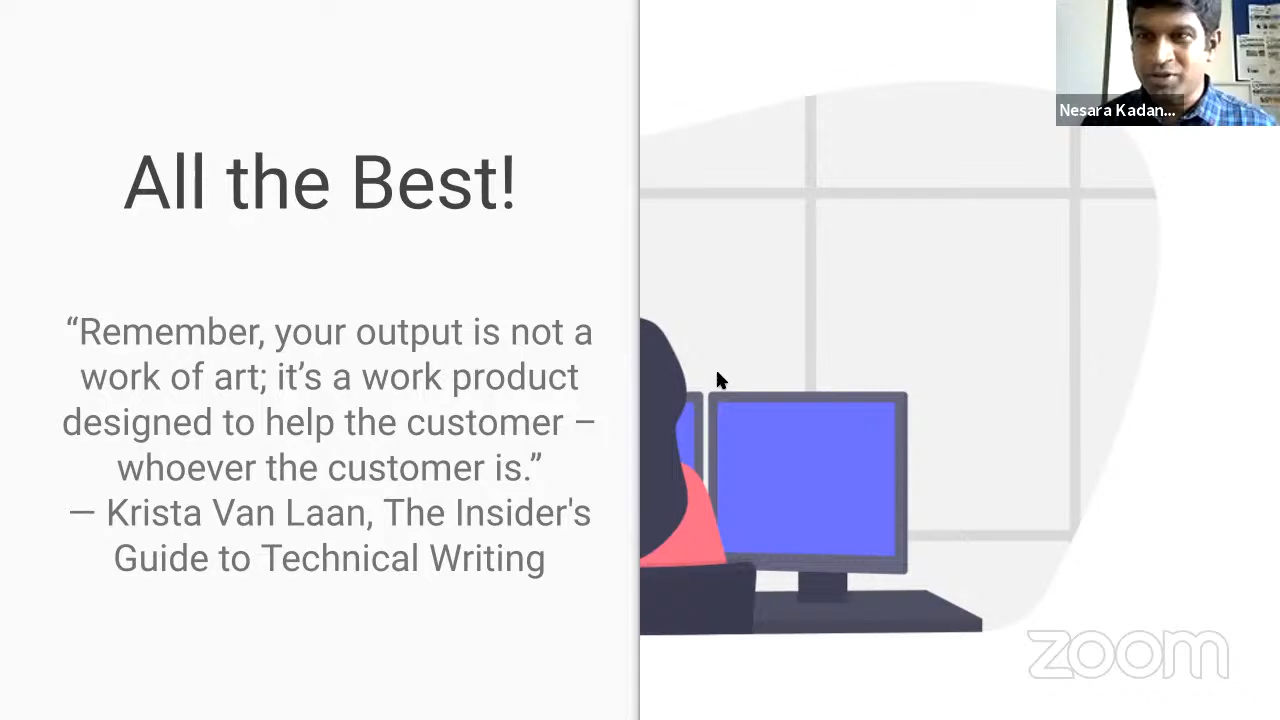 All the Best!
“Remember, your output is not a
work of art; it’s a work product
designed to help the customer –
whoever the customer is.”
— Krista Van Laan, The Insider's
Guide to Technical Writing
Nesara Kadan...
zoom